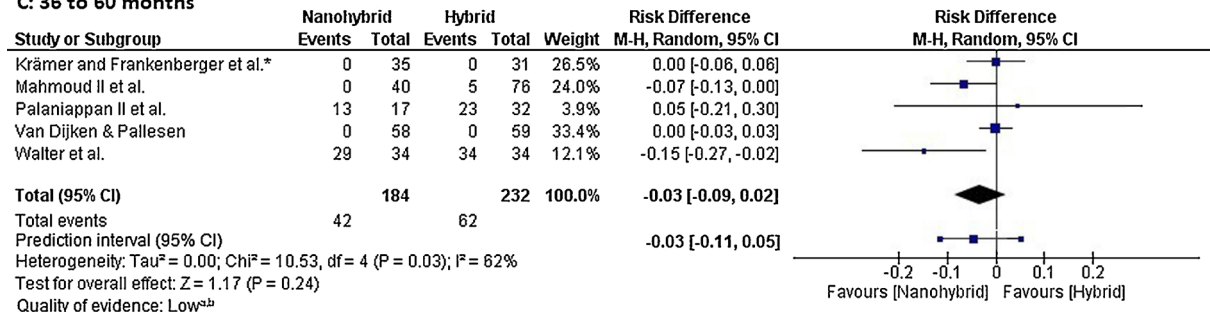 C: 36 to 60 months
Nanohybrid Hybrid Risk Difference Risk Difference
Study or Subgroup Events Total Events Total Weight M-H, Random, 95% CI M-H, Random, 95% CI
Krämer and Frankenberger et al.* 0 35 0 31 26.5% 0.00 [-0.06, 0.06]
Mahmoud II et al. 0 40 5 76 24.0% -0.07 [-0.13, 0.00]
Palaniappan II et al. 13 17 23 32 3.9% 0.05 [-0.21, 0.30]
Van Dijken & Pallesen 0 58 0 59 33.4% 0.00 [-0.03, 0.03]
Walter et al. 29 34 34 34 12.1% -0.15 [-0.27, -0.02]
Total (95% CI) 184 232 100.0% -0.03 [-0.09, 0.02]
Total events 42 62
Prediction interval (95% CI) -0.03 [-0.11, 0.05]
Heterogeneity: Tau² = 0.00; Chi² = 10.53, df = 4 (P = 0.03); I² = 62%
Test for overall effect: Z = 1.17 (P = 0.24)
Quality of evidence: Lowa,b
-0.2 -0.1 0 0.1 0.2
Favours [Nanohybrid] Favours [Hybrid]